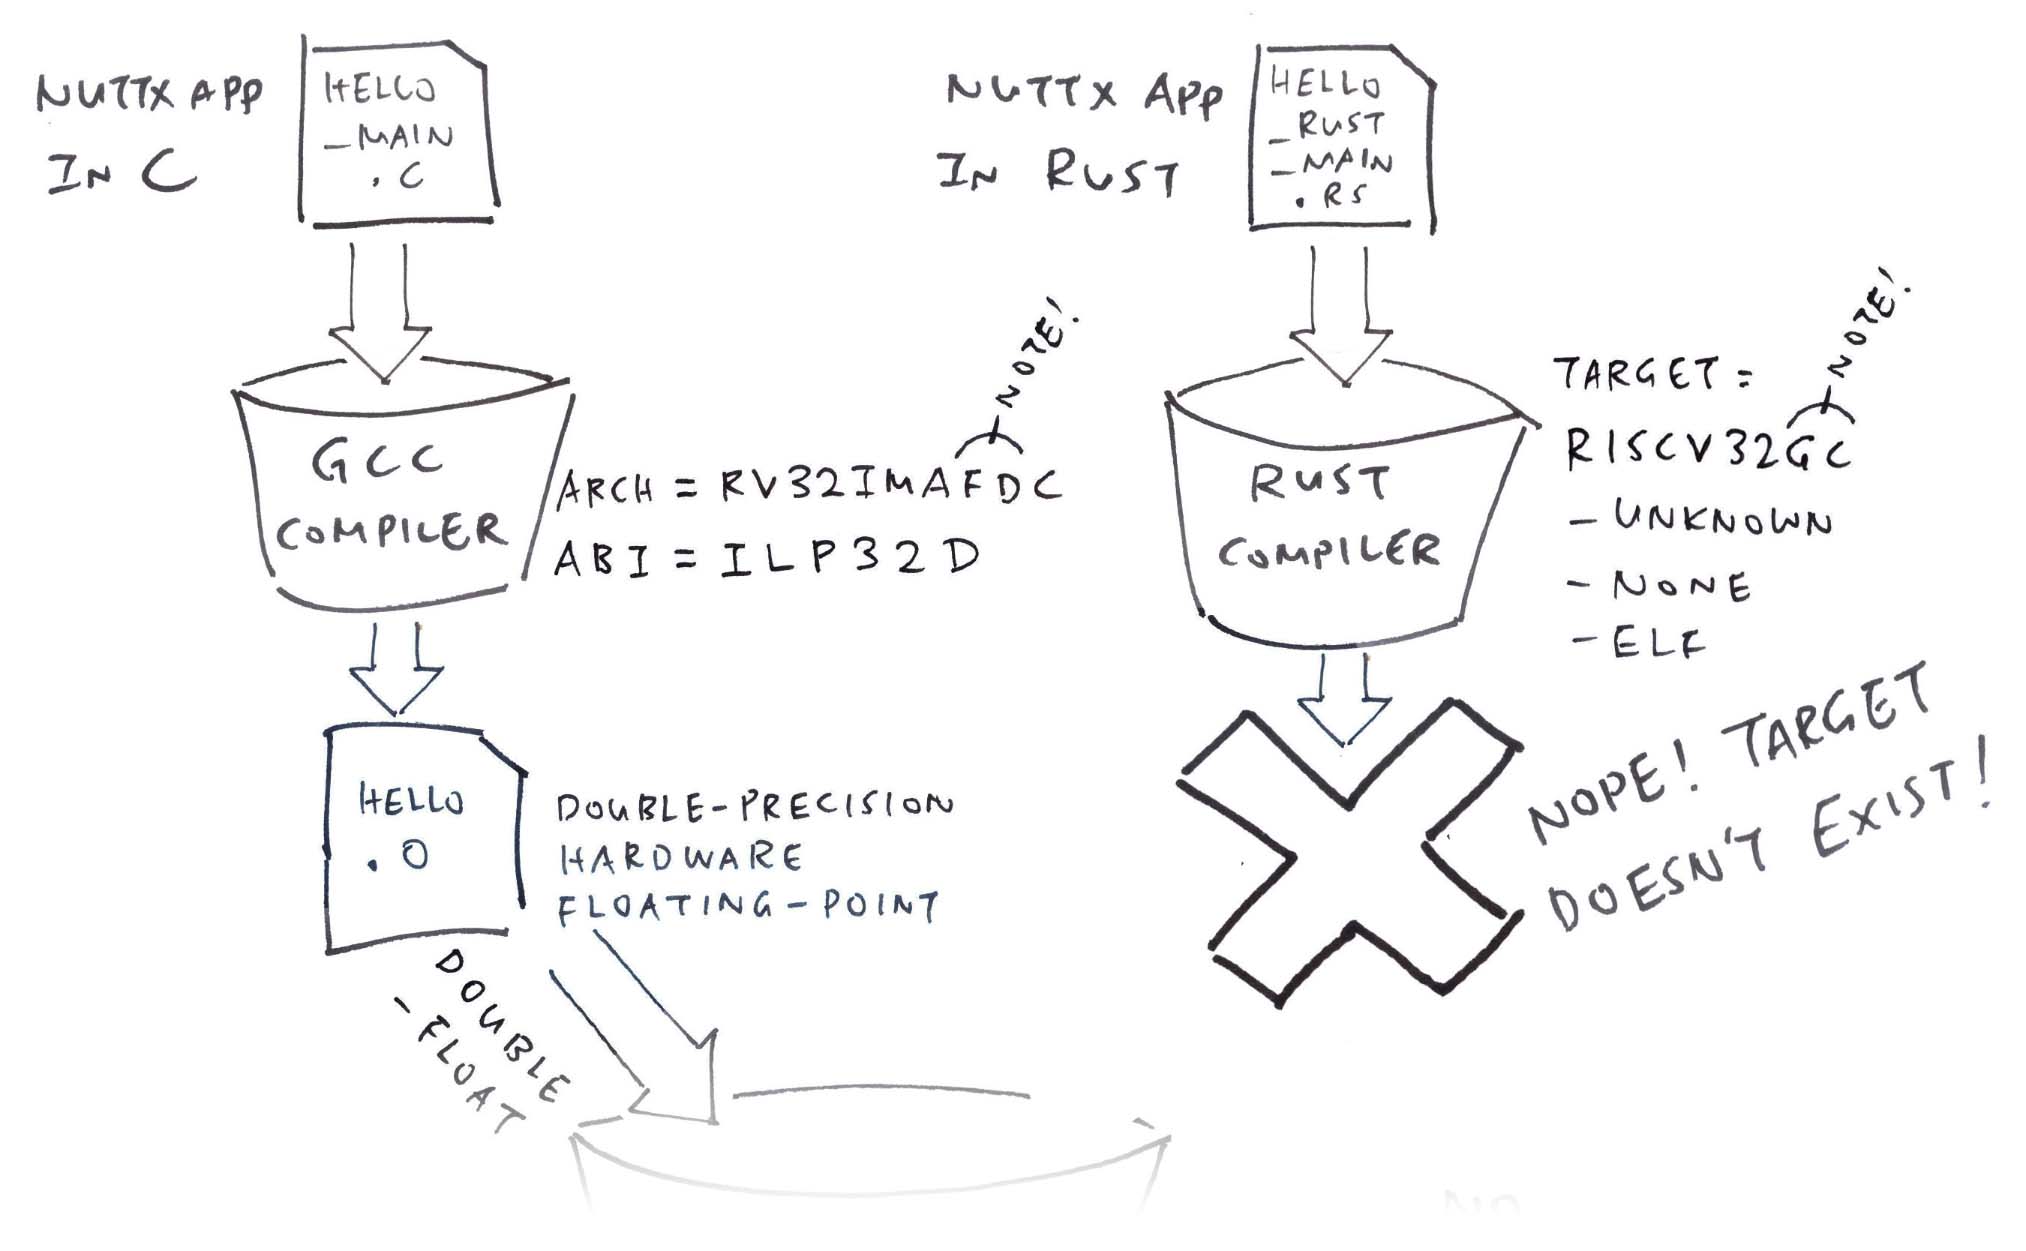 NUTTX APP
IN C
HELLO
_MAIN
.C
NOTE!
GCC
COMPILER
ARCH = RV32IMAFDC
ABI = ILP32D
HELLO
.O
DOUBLE-PRECISION
HARDWARE
FLOATING-POINT
DOUBLE
-FLOAT
NUTTX APP
IN RUST
HELLO
_RUST
_MAIN
.RS
NOTE!
RUST
COMPILER
TARGET =
RISCV32GC
- UNKNOWN
- NONE
- ELF
NOPE! TARGET
DOESN'T EXIST!